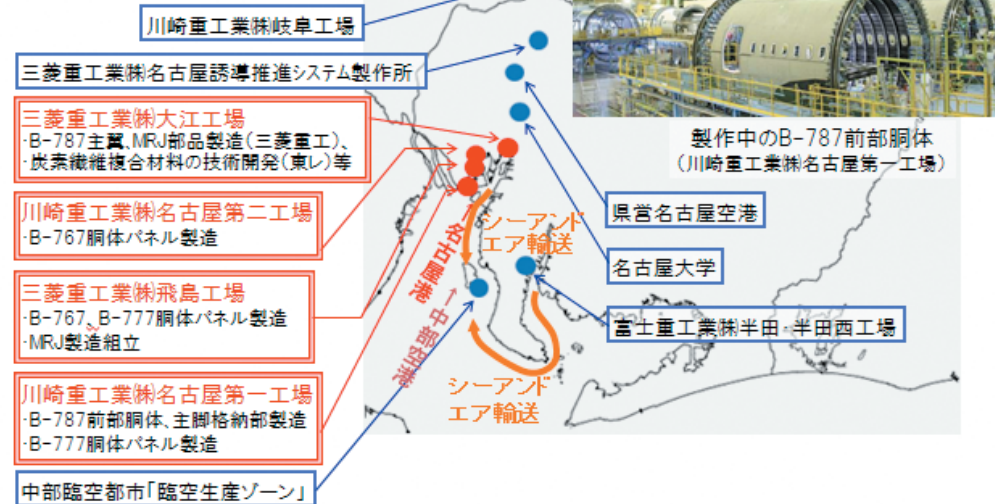 川崎重工業㈱岐阜工場
三菱重工業㈱名古屋誘導推進システム製作所
三菱重工業㈱大江工場
・B-787主翼、MRJ部品製造(三菱重工)、
・炭素繊維複合材料の技術開発(東レ)等
川崎重工業㈱名古屋第二工場
・B-767胴体パネル製造
三菱重工業㈱飛島工場
・B-767、B-777胴体パネル製造
・MRJ製造組立
川崎重工業㈱名古屋第一工場
・B-787前部胴体、主脚格納部製造
・B-777胴体パネル製造
中部臨空都市「臨空生産ゾーン」
製作中のB-787前部胴体
(川崎重工業㈱名古屋第一工場)
県営名古屋空港
名古屋大学
富士重工業㈱半田・半田西工場
シーアンド
エア輸送
名古屋港→
←中部空港
シーアンド
エア輸送